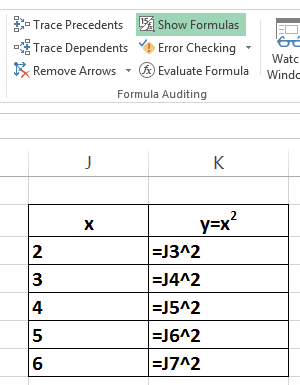 Trace Precedents Show Formulas
Trace Dependents Error Checking Watc
Remove Arrows Evaluate Formula Windo
Formula Auditing
J K
x y=x²
2 =J3^2
3 =J4^2
4 =J5^2
5 =J6^2
6 =J7^2